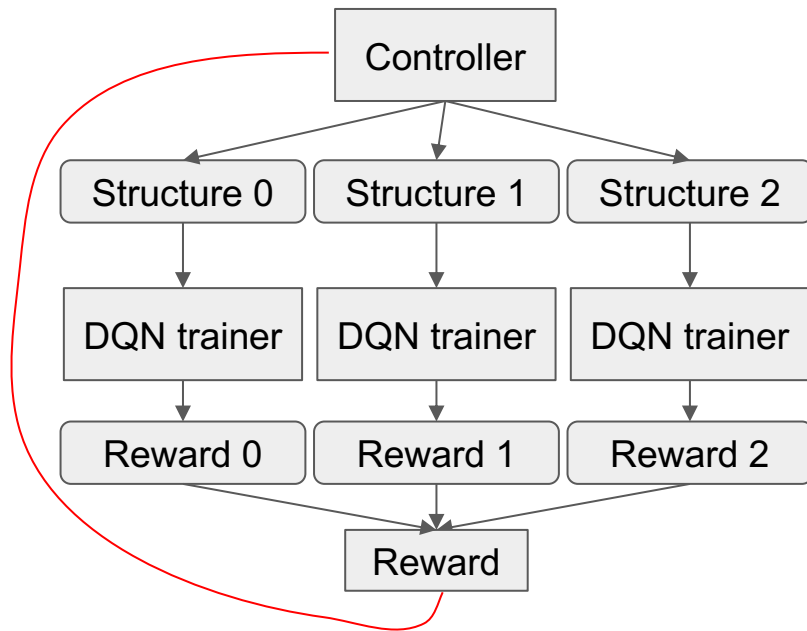 Controller
Structure 0
Structure 1
Structure 2
DQN trainer
DQN trainer
DQN trainer
Reward 0
Reward 1
Reward 2
Reward